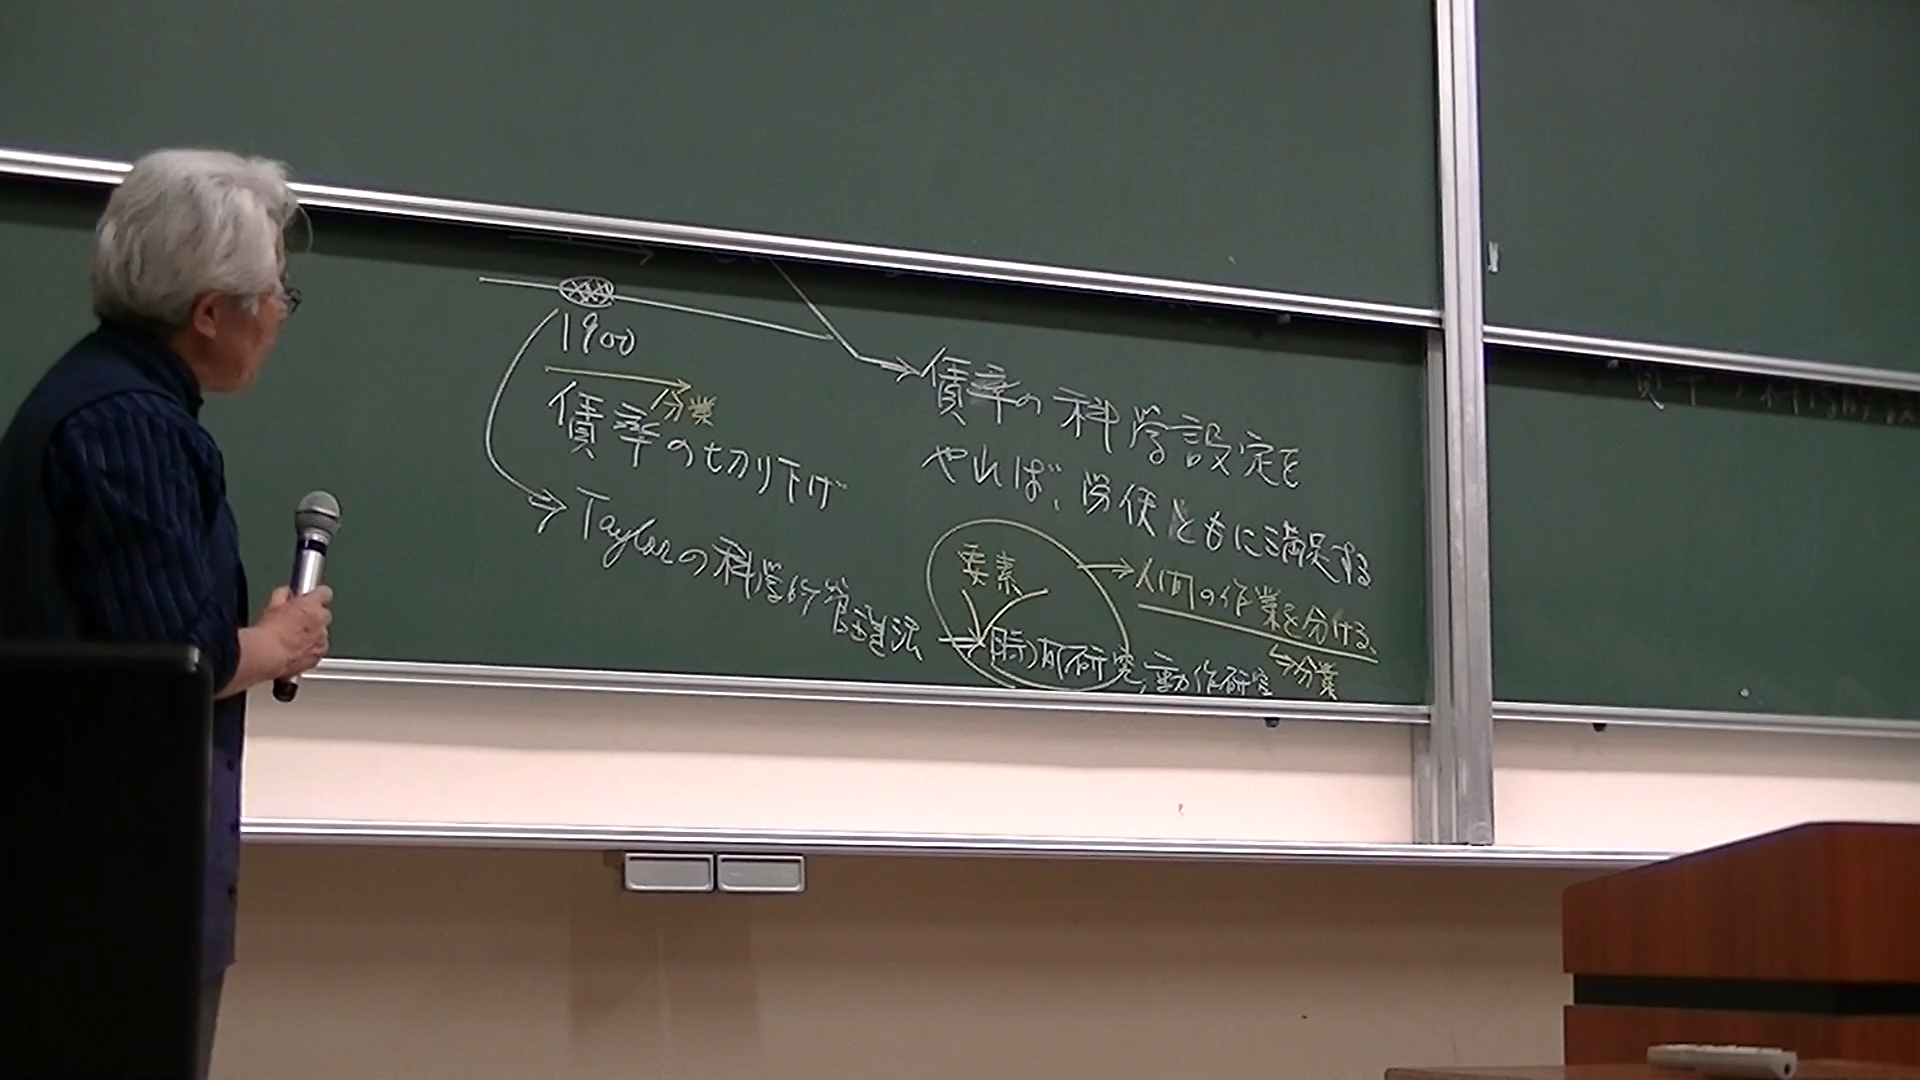 1900
分業
賃率の切り下げ
Taylorの科学的管理法
賃率の科学設定を
やれば、労使ともに満足する
要素
人間の作業を分ける
時間研究, 動作研究
分業